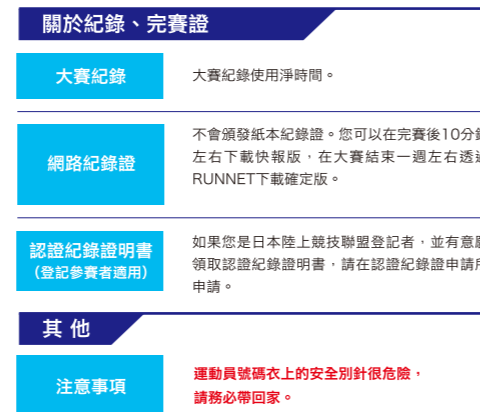 關於紀錄、完賽證
大賽紀錄
大賽紀錄使用淨時間。
網路紀錄證
不會頒發紙本紀錄證。您可以在完賽後10分
左右下載快報版，在大賽結束一週左右透
RUNNET下載確定版。
認證紀錄證明書
（登記參賽者適用）
如果您是日本陸上競技聯盟登記者，並有意
領取認證紀錄證明書，請在認證紀錄證申請
申請。
其他
注意事項
運動員號碼衣上的安全別針很危險，
請務必帶回家。